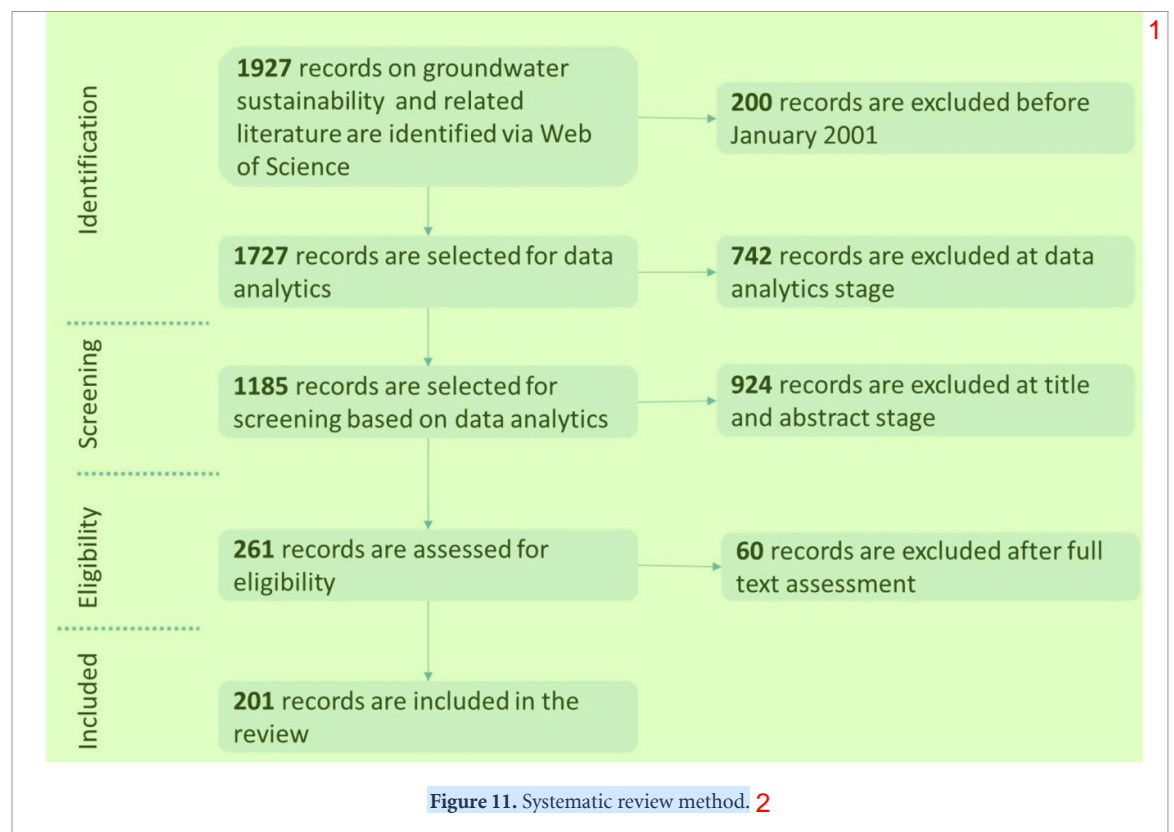 1
Identification
1927 records on groundwater
sustainability and related
literature are identified via Web
of Science
200 records are excluded before
January 2001
1727 records are selected for data
analytics
742 records are excluded at data
analytics stage
Screening
1185 records are selected for
screening based on data analytics
924 records are excluded at title
and abstract stage
Eligibility
261 records are assessed for
eligibility
60 records are excluded after full
text assessment
Included
201 records are included in the
review
Figure 11. Systematic review method. 2